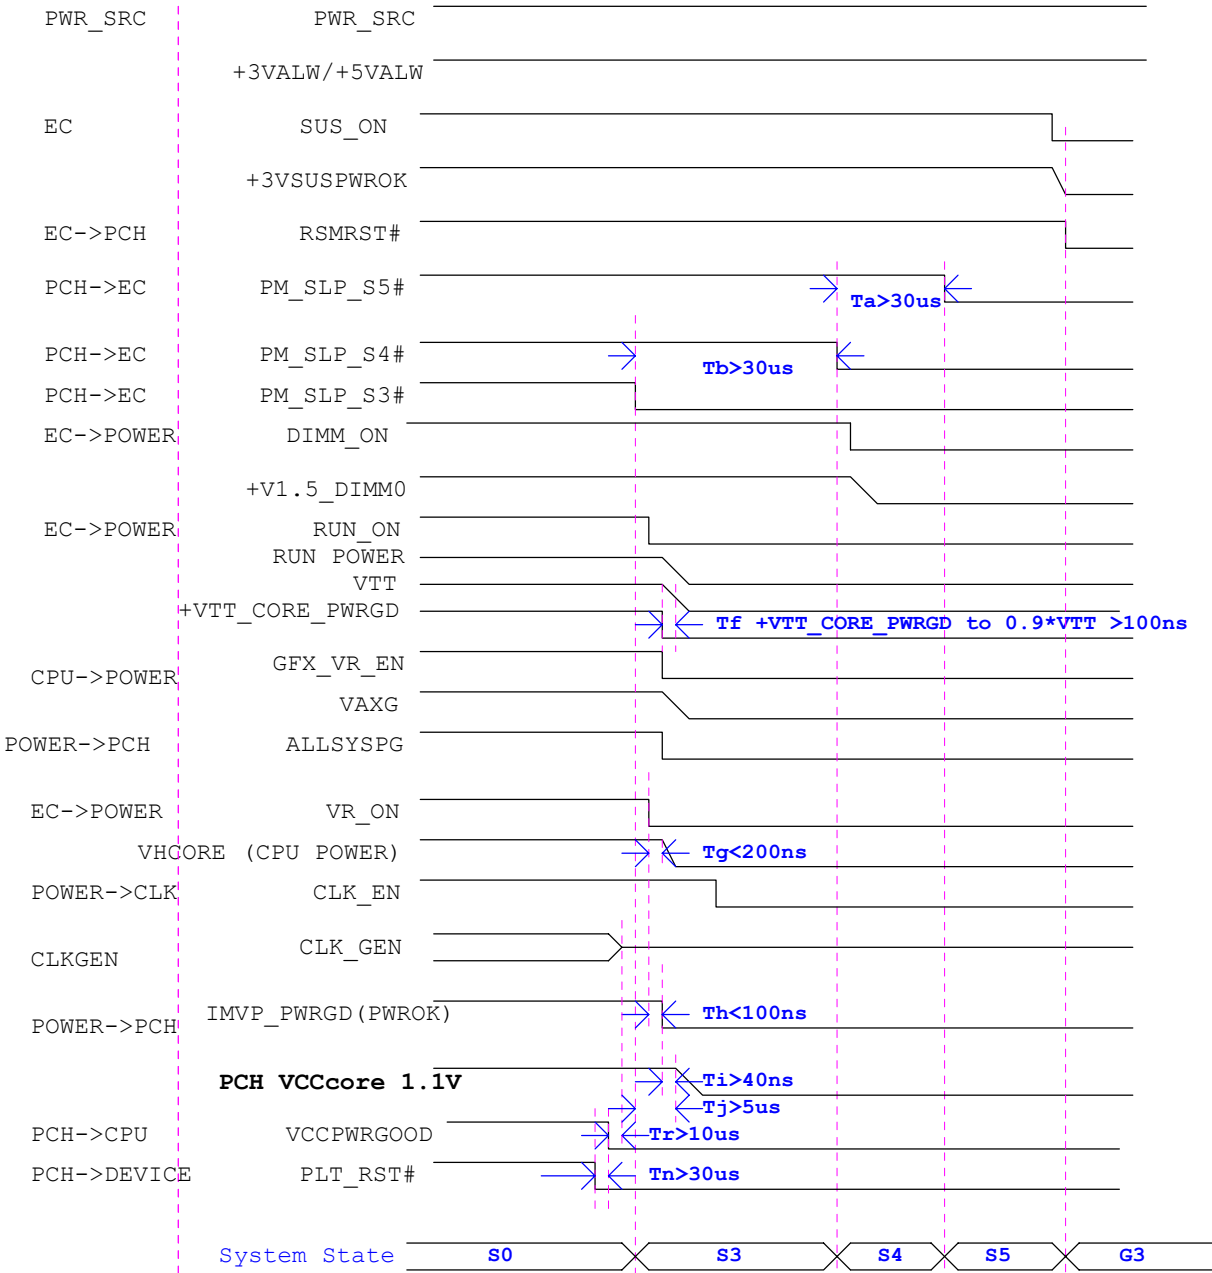 PWR_SRC PWR_SRC
+3VALW/+5VALW
EC SUS_ON
+3VSUSPWROK
EC->PCH RSMRST#
PCH->EC PM_SLP_S5# Ta>30us
PCH->EC PM_SLP_S4# Tb>30us
PCH->EC PM_SLP_S3#
EC->POWER DIMM_ON
+V1.5_DIMM0
EC->POWER RUN_ON
RUN POWER
VTT
+VTT_CORE_PWRGD Tf +VTT_CORE_PWRGD to 0.9*VTT >100ns
CPU->POWER GFX_VR_EN
VAXG
POWER->PCH ALLSYSPG
EC->POWER VR_ON
VHCORE (CPU POWER) Tg<200ns
POWER->CLK CLK_EN
CLKGEN CLK_GEN
POWER->PCH IMVP_PWRGD(PWROK) Th<100ns
PCH VCCcore 1.1V Ti>40ns
Tj>5us
PCH->CPU VCCPWRGOOD Tr>10us
PCH->DEVICE PLT_RST# Tn>30us
System State S0 S3 S4 S5 G3